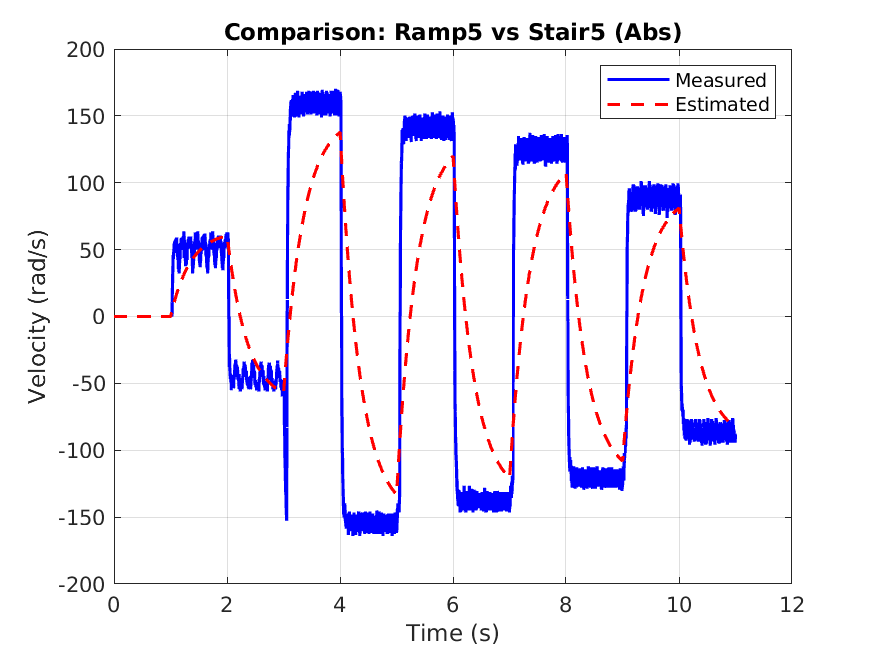 Comparison: Ramp5 vs Stair5 (Abs)
Measured
Estimated
Velocity (rad/s)
200
150
100
50
0
-50
-100
-150
-200
0 2 4 6 8 10 12
Time (s)